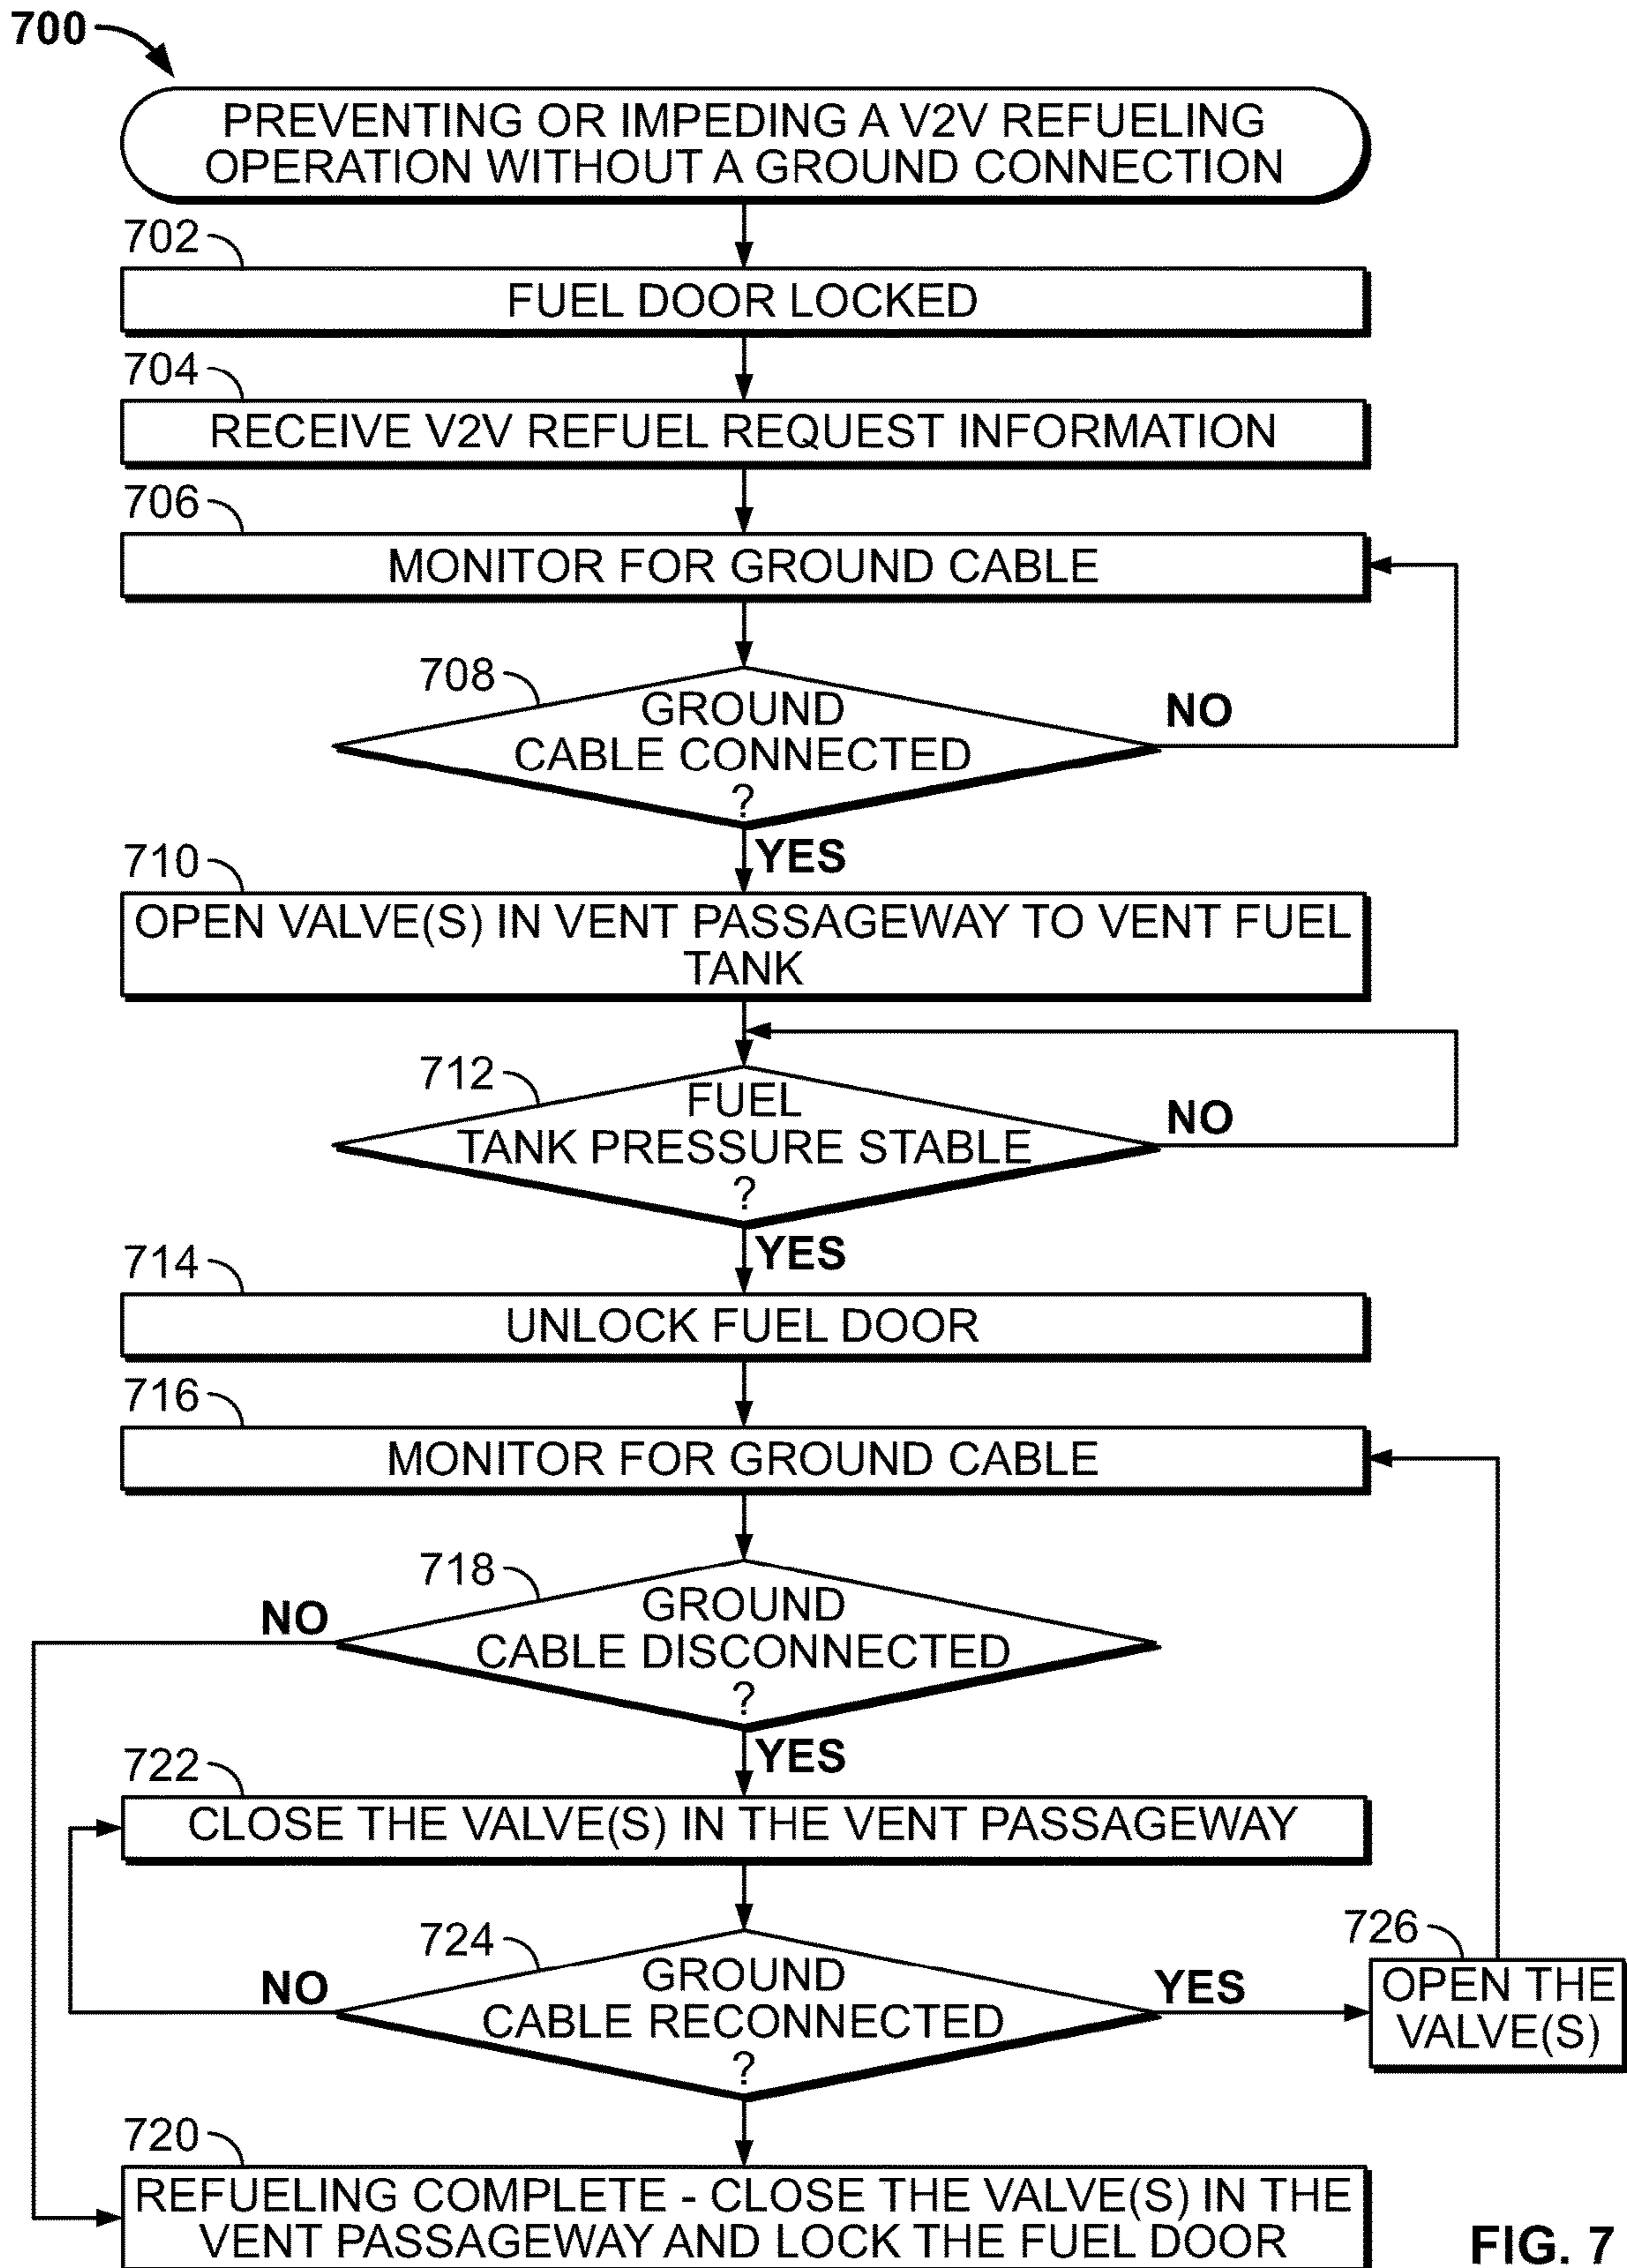 700
PREVENTING OR IMPEDING A V2V REFUELING
OPERATION WITHOUT A GROUND CONNECTION
702
FUEL DOOR LOCKED
704
RECEIVE V2V REFUEL REQUEST INFORMATION
706
MONITOR FOR GROUND CABLE
708
GROUND
CABLE CONNECTED
?
NO
YES
710
OPEN VALVE(S) IN VENT PASSAGEWAY TO VENT FUEL
TANK
712
FUEL
TANK PRESSURE STABLE
?
NO
YES
714
UNLOCK FUEL DOOR
716
MONITOR FOR GROUND CABLE
718
GROUND
CABLE DISCONNECTED
?
NO
YES
722
CLOSE THE VALVE(S) IN THE VENT PASSAGEWAY
724
GROUND
CABLE RECONNECTED
?
NO
YES
726
OPEN THE
VALVE(S)
720
REFUELING COMPLETE - CLOSE THE VALVE(S) IN THE
VENT PASSAGEWAY AND LOCK THE FUEL DOOR
FIG. 7